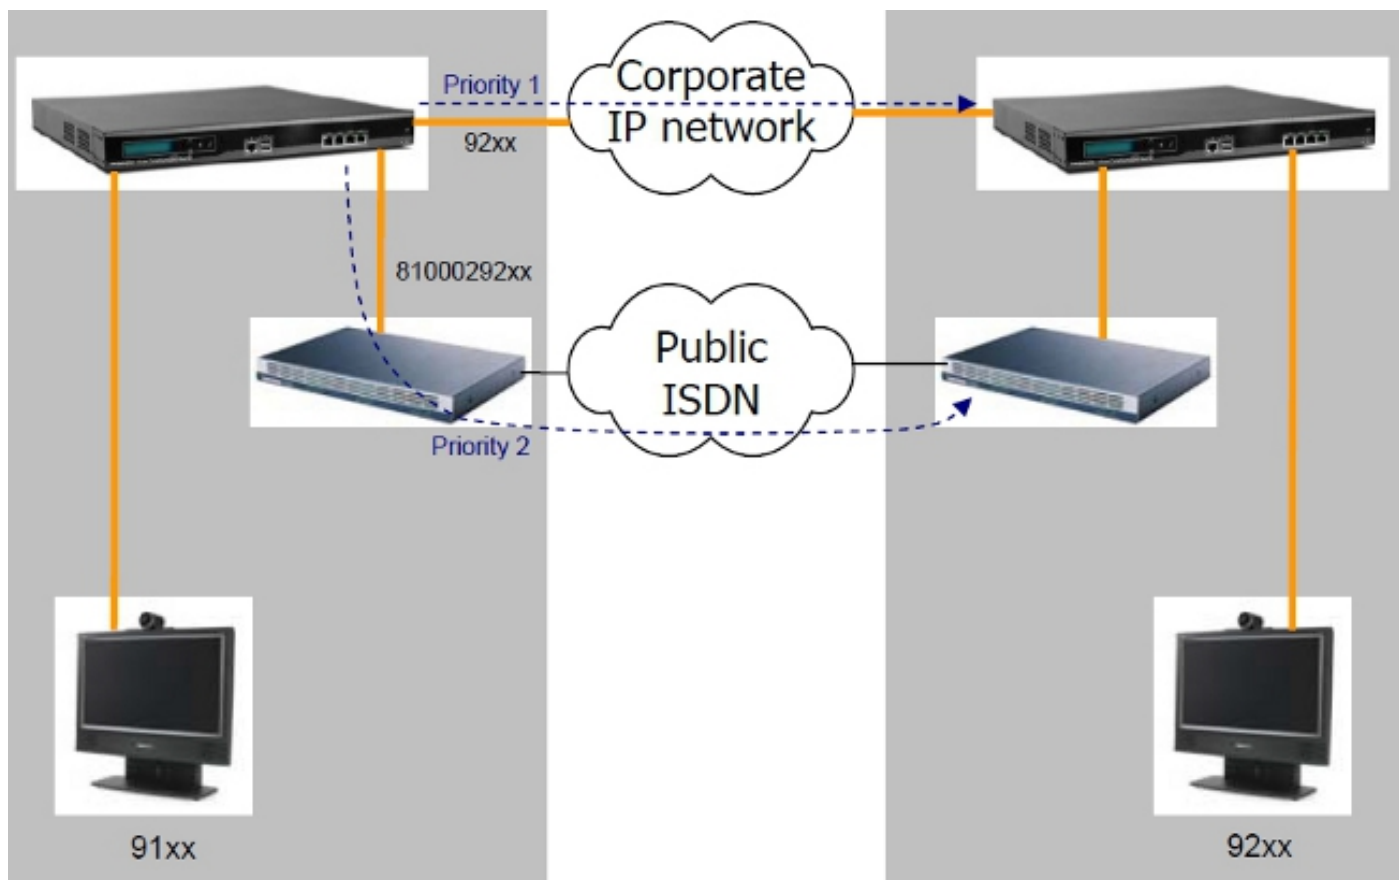 Priority 1
Corporate
IP network
92xx
81000292xx
Public
ISDN
Priority 2
91xx
92xx